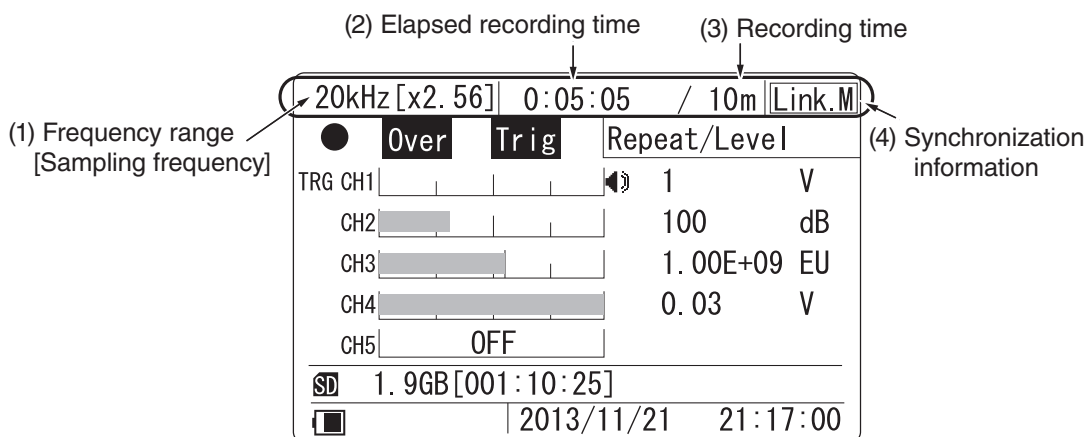 (2) Elapsed recording time
(3) Recording time
20kHz[x2.56] 0:05:05 / 10m Link.M
(1) Frequency range
[Sampling frequency]
(4) Synchronization
information
Over Trig Repeat/Level
TRG CH1 1 V
CH2 100 dB
CH3 1.00E+09 EU
CH4 0.03 V
CH5 OFF
SD 1.9GB[001:10:25]
2013/11/21 21:17:00